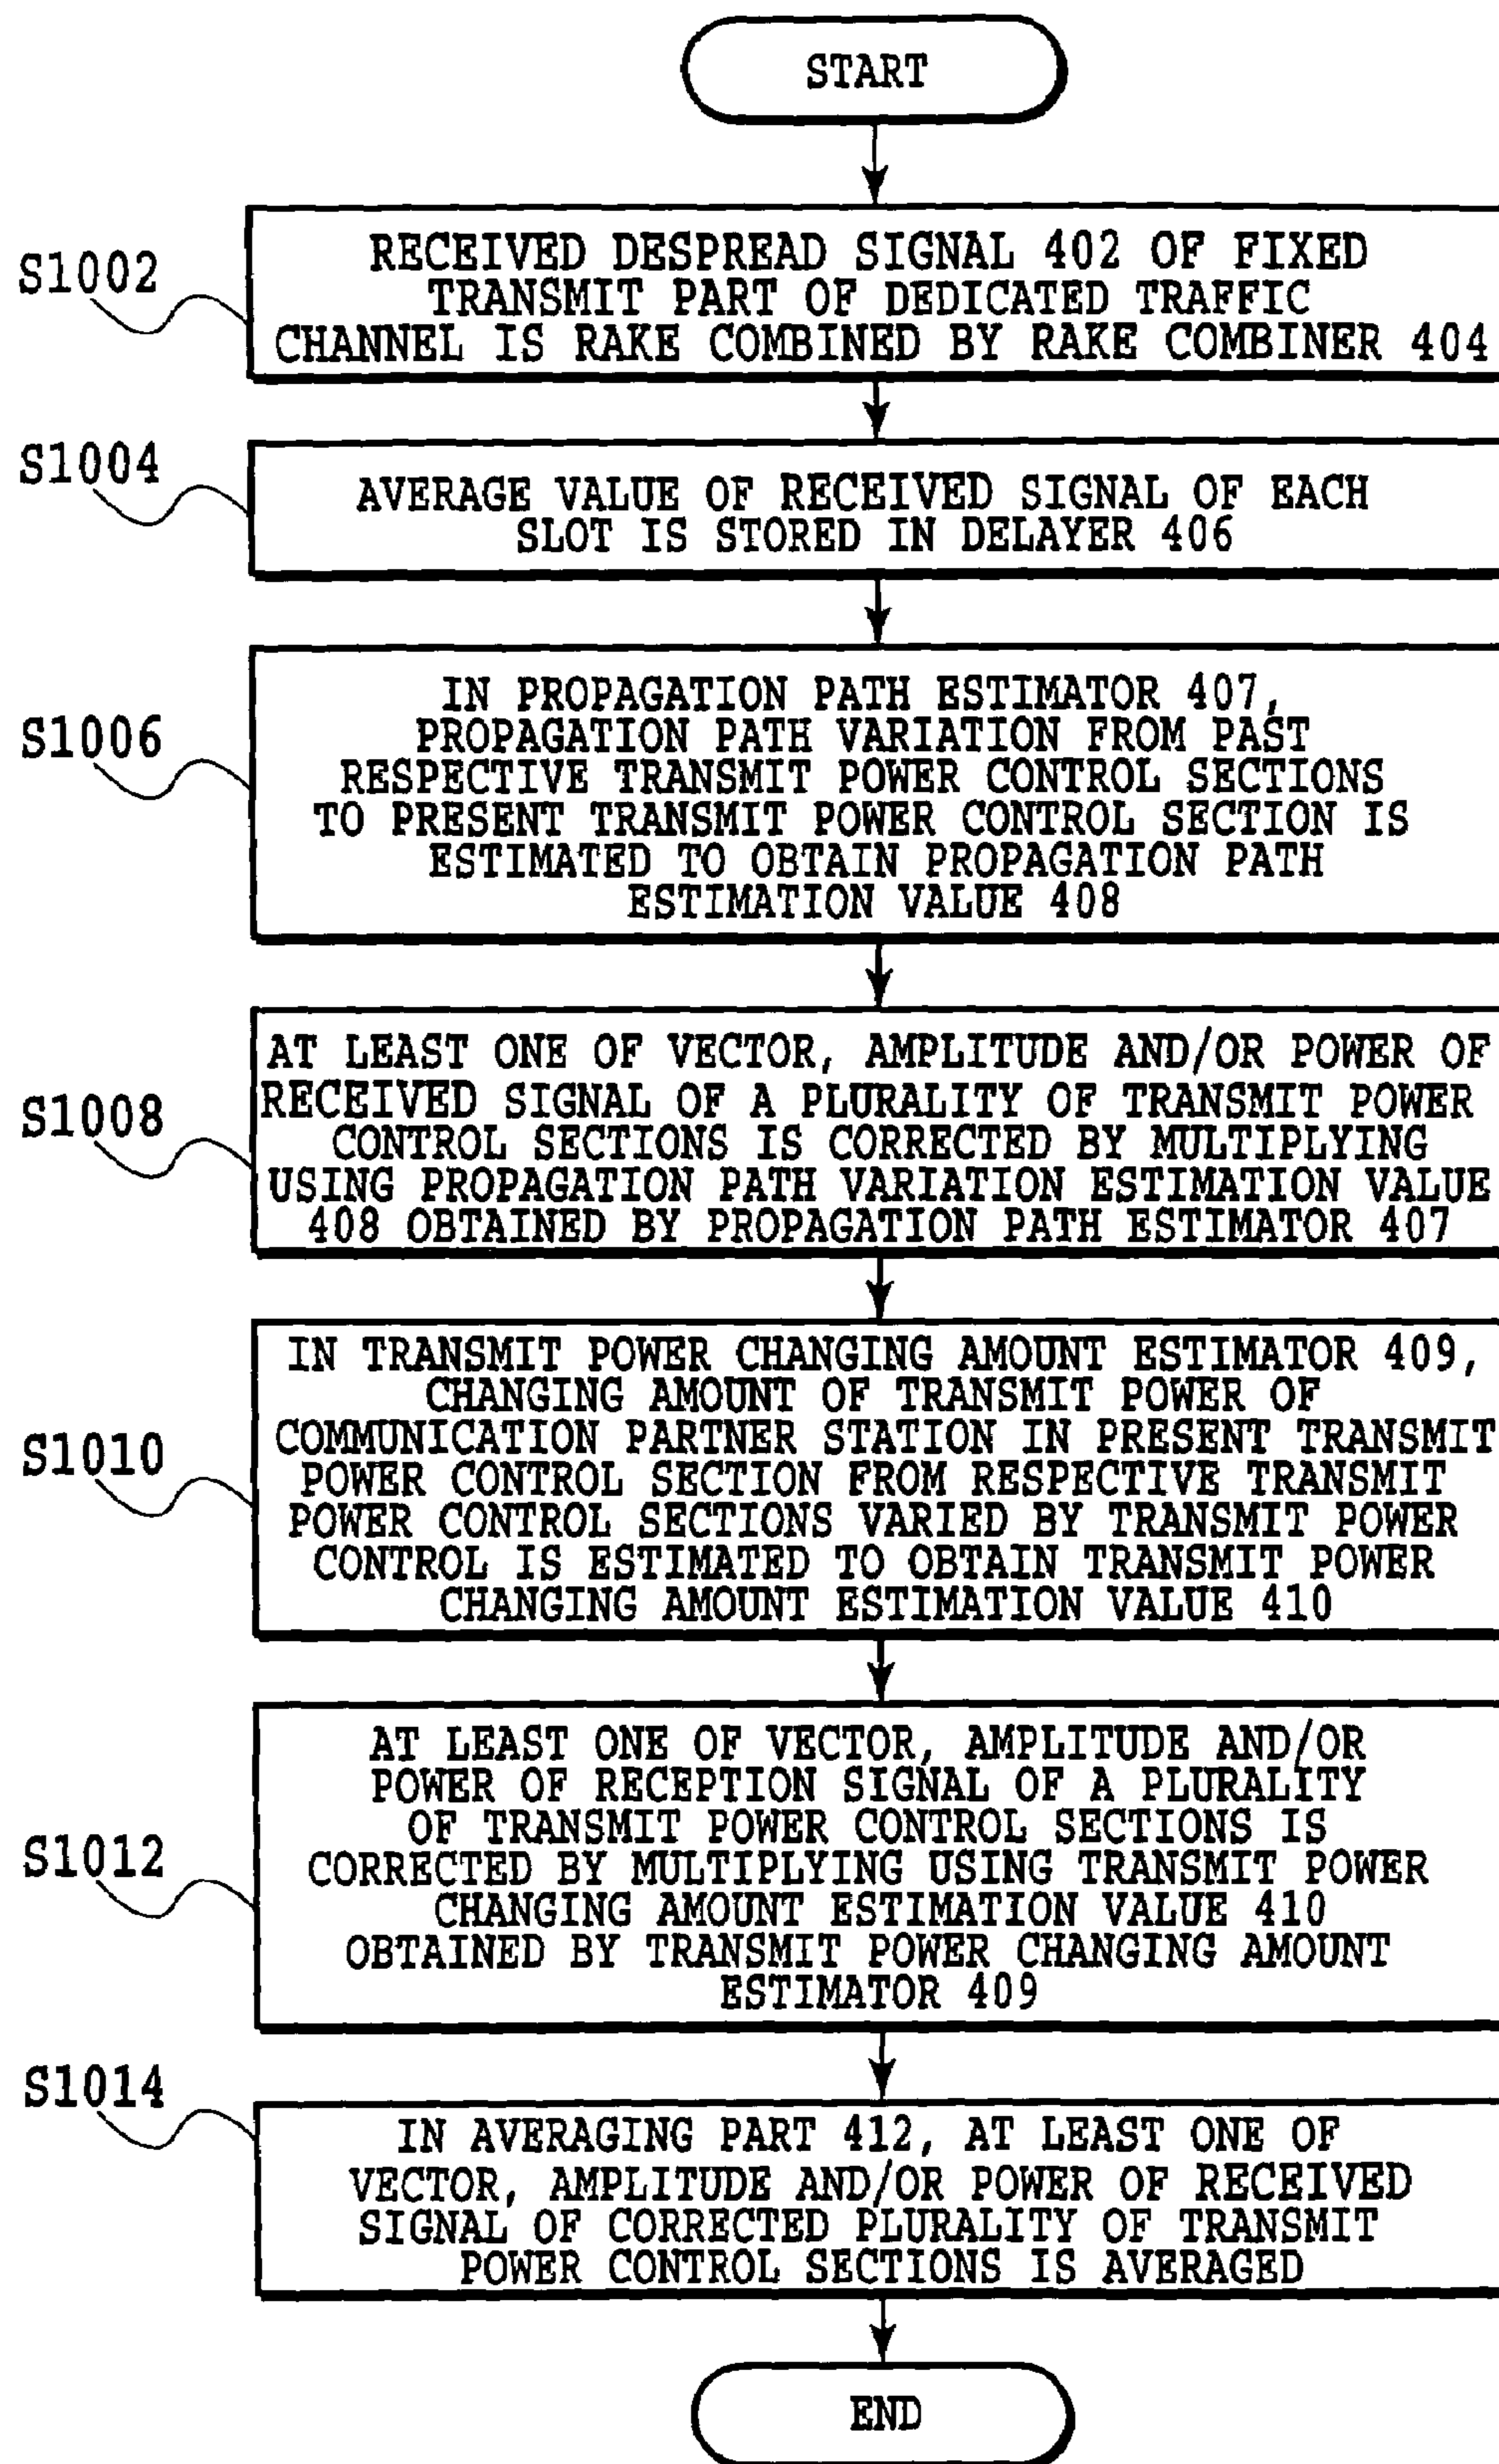 START
S1002
RECEIVED DESPREAD SIGNAL 402 OF FIXED
TRANSMIT PART OF DEDICATED TRAFFIC
CHANNEL IS RAKE COMBINED BY RAKE COMBINER 404
S1004
AVERAGE VALUE OF RECEIVED SIGNAL OF EACH
SLOT IS STORED IN DELAYER 406
S1006
IN PROPAGATION PATH ESTIMATOR 407,
PROPAGATION PATH VARIATION FROM PAST
RESPECTIVE TRANSMIT POWER CONTROL SECTIONS
TO PRESENT TRANSMIT POWER CONTROL SECTION IS
ESTIMATED TO OBTAIN PROPAGATION PATH
ESTIMATION VALUE 408
S1008
AT LEAST ONE OF VECTOR, AMPLITUDE AND/OR POWER OF
RECEIVED SIGNAL OF A PLURALITY OF TRANSMIT POWER
CONTROL SECTIONS IS CORRECTED BY MULTIPLYING
USING PROPAGATION PATH VARIATION ESTIMATION VALUE
408 OBTAINED BY PROPAGATION PATH ESTIMATOR 407
S1010
IN TRANSMIT POWER CHANGING AMOUNT ESTIMATOR 409,
CHANGING AMOUNT OF TRANSMIT POWER OF
COMMUNICATION PARTNER STATION IN PRESENT TRANSMIT
POWER CONTROL SECTION FROM RESPECTIVE TRANSMIT
POWER CONTROL SECTIONS VARIED BY TRANSMIT POWER
CONTROL IS ESTIMATED TO OBTAIN TRANSMIT POWER
CHANGING AMOUNT ESTIMATION VALUE 410
S1012
AT LEAST ONE OF VECTOR, AMPLITUDE AND/OR
POWER OF RECEPTION SIGNAL OF A PLURALITY
OF TRANSMIT POWER CONTROL SECTIONS IS
CORRECTED BY MULTIPLYING USING TRANSMIT POWER
CHANGING AMOUNT ESTIMATION VALUE 410
OBTAINED BY TRANSMIT POWER CHANGING AMOUNT
ESTIMATOR 409
S1014
IN AVERAGING PART 412, AT LEAST ONE OF
VECTOR, AMPLITUDE AND/OR POWER OF RECEIVED
SIGNAL OF CORRECTED PLURALITY OF TRANSMIT
POWER CONTROL SECTIONS IS AVERAGED
END